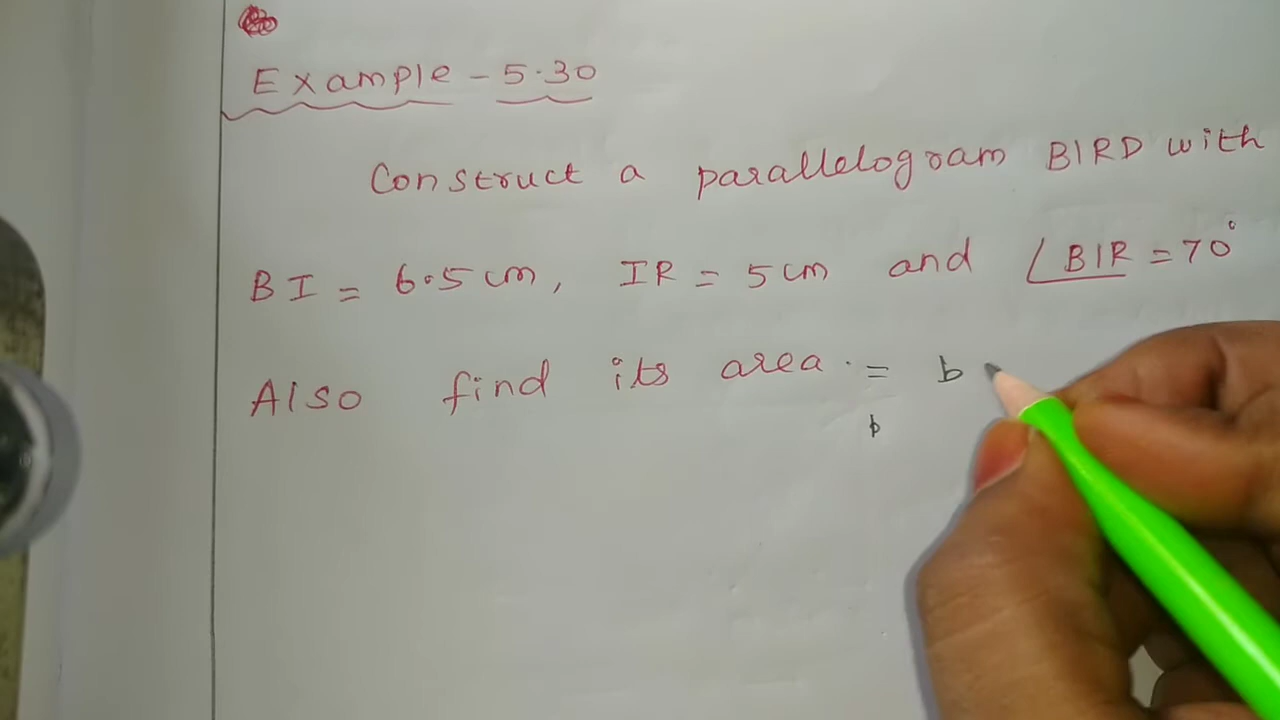 Example - 5.30
Construct a parallelogram BIRD with
BI = 6.5 cm, IR = 5 cm and ∠BIR = 70°
Also find its area. = b
b